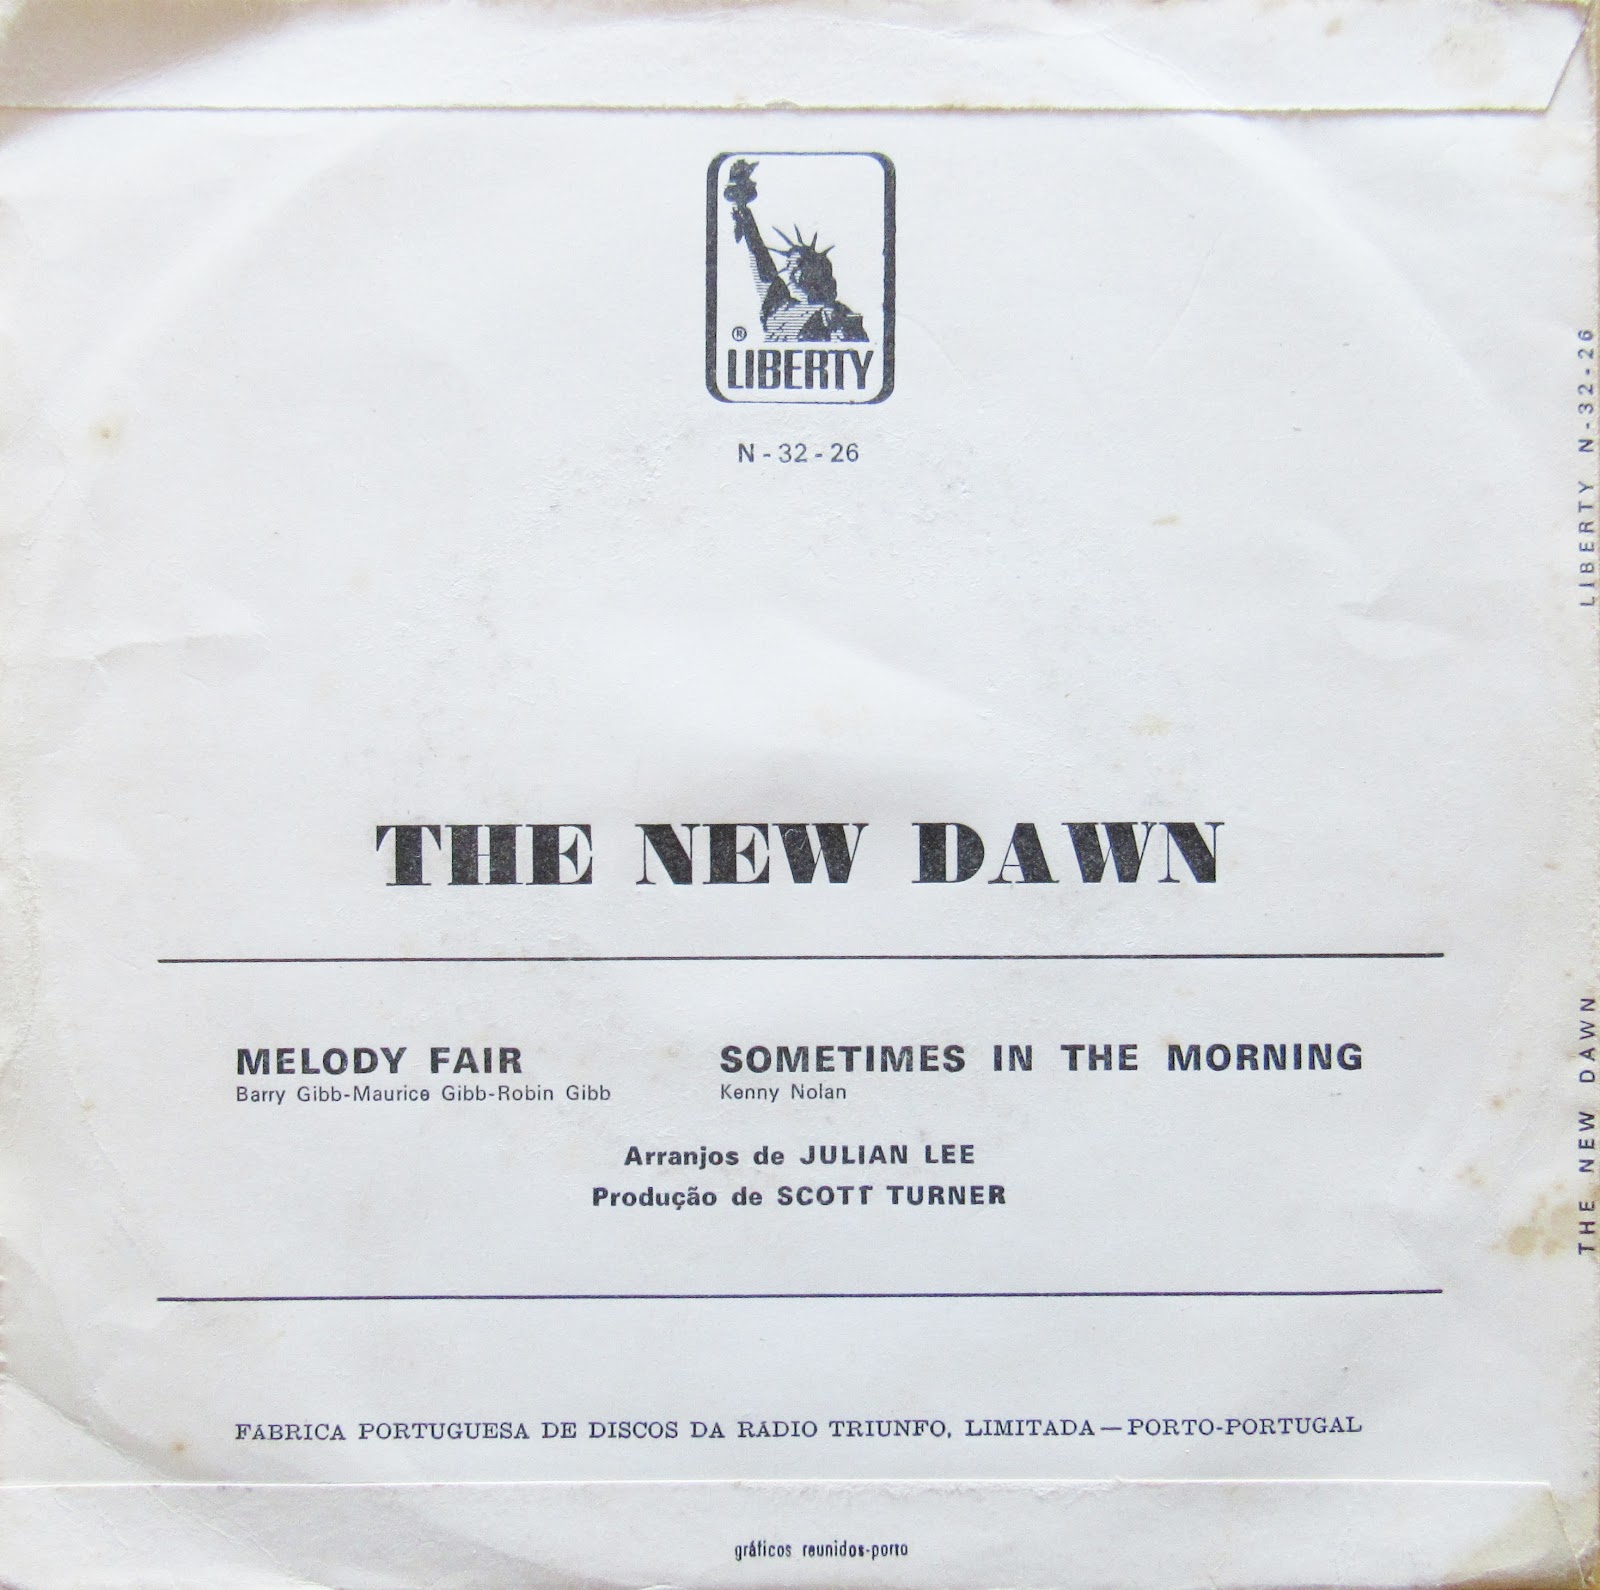 ® LIBERTY
N - 32 - 26
THE NEW DAWN
MELODY FAIR
Barry Gibb-Maurice Gibb-Robin Gibb
SOMETIMES IN THE MORNING
Kenny Nolan
Arranjos de JULIAN LEE
Produção de SCOTT TURNER
FÁBRICA PORTUGUESA DE DISCOS DA RÁDIO TRIUNFO, LIMITADA — PORTO-PORTUGAL
gráficos reunidos-porto
LIBERTY N-32-26
THE NEW DAWN